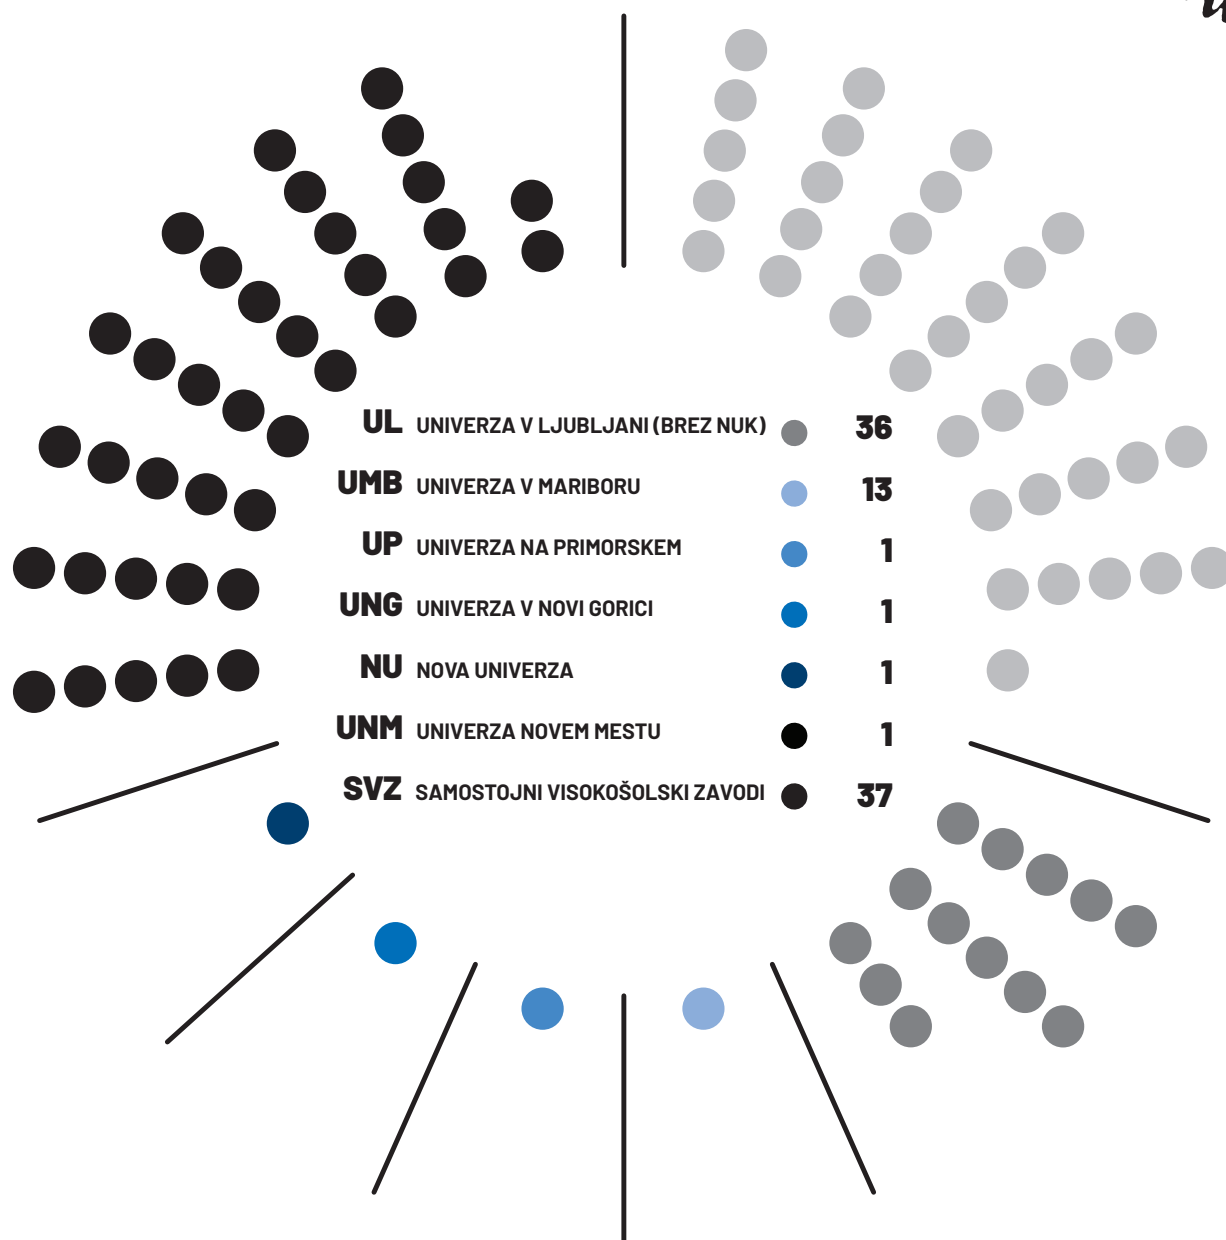 UL UNIVERZA V LJUBLJANI (BREZ NUK) 36
UMB UNIVERZA V MARIBORU 13
UP UNIVERZA NA PRIMORSKEM 1
UNG UNIVERZA V NOVI GORICI 1
NU NOVA UNIVERZA 1
UNM UNIVERZA NOVEM MESTU 1
SVZ SAMOSTOJNI VISOKOŠOLSKI ZAVODI 37